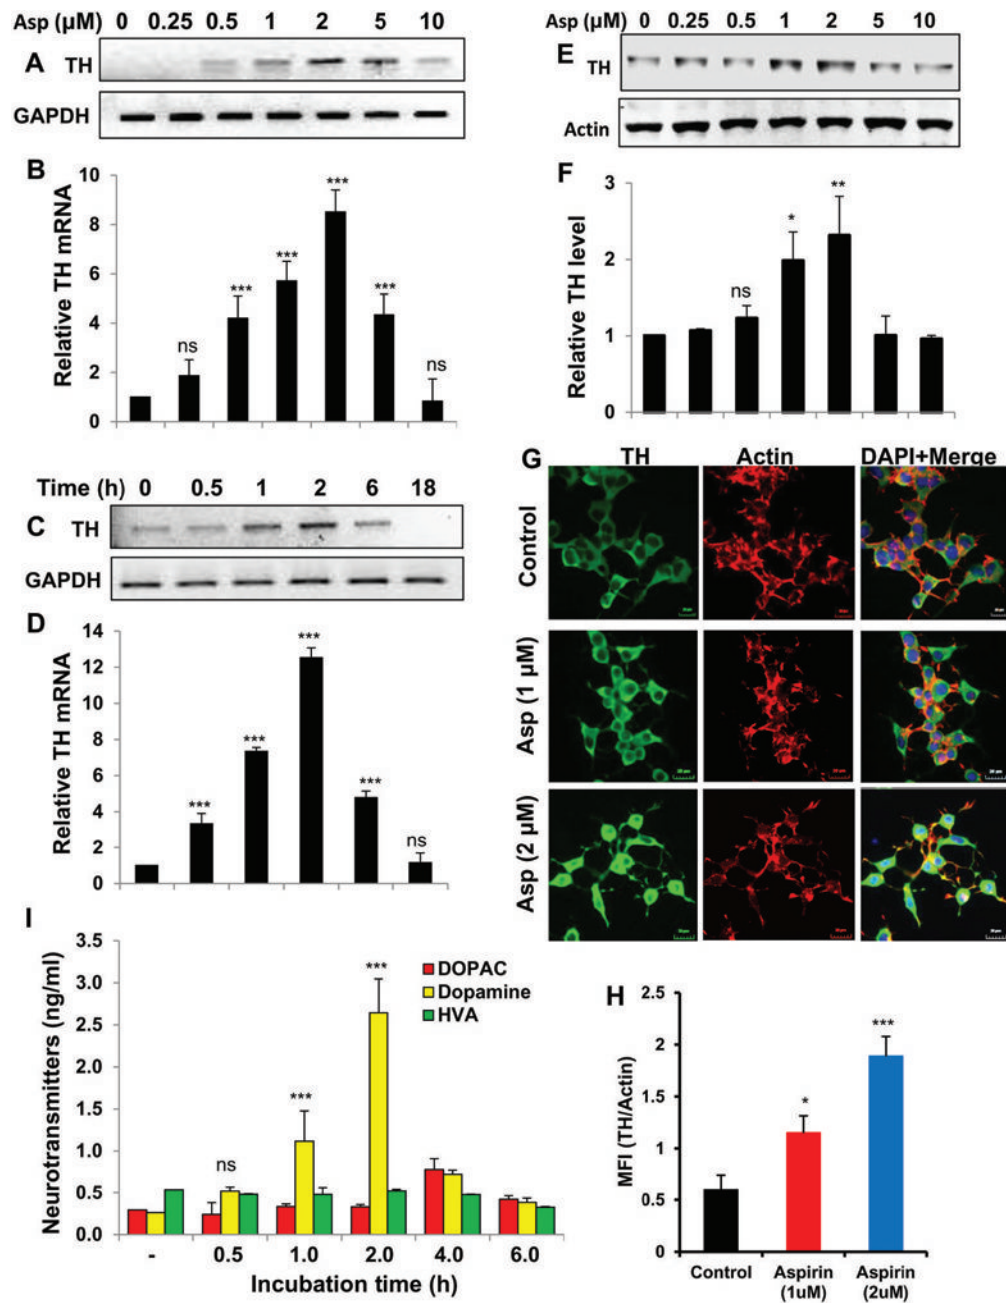 Asp (µM) 0 0.25 0.5 1 2 5 10
A TH
GAPDH
B
Relative TH mRNA
10
8
6
4
2
0
ns
***
***
***
***
ns
Time (h) 0 0.5 1 2 6 18
C TH
GAPDH
D
Relative TH mRNA
14
12
10
8
6
4
2
0
***
***
***
***
ns
I
Neurotransmitters (ng/ml)
3.5
3.0
2.5
2.0
1.5
1.0
0.5
0.0
ns
***
***
DOPAC
Dopamine
HVA
- 0.5 1.0 2.0 4.0 6.0
Incubation time (h)
Asp (µM) 0 0.25 0.5 1 2 5 10
E TH
Actin
F
Relative TH level
3
2
1
0
ns
*
**
G TH Actin DAPI+Merge
Control
Asp (1 µM)
Asp (2 µM)
H
MFI (TH/Actin)
2.5
2
1.5
1
0.5
0
*
***
Control Aspirin Aspirin
(1uM) (2uM)